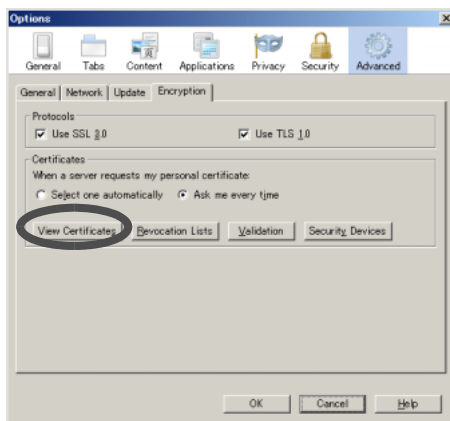 Options
General Tabs Content Applications Privacy Security Advanced
General Network Update Encryption
Protocols
Use SSL 3.0 Use TLS 1.0
Certificates
When a server requests my personal certificate:
Select one automatically Ask me every time
View Certificates Revocation Lists Validation Security Devices
OK Cancel Help